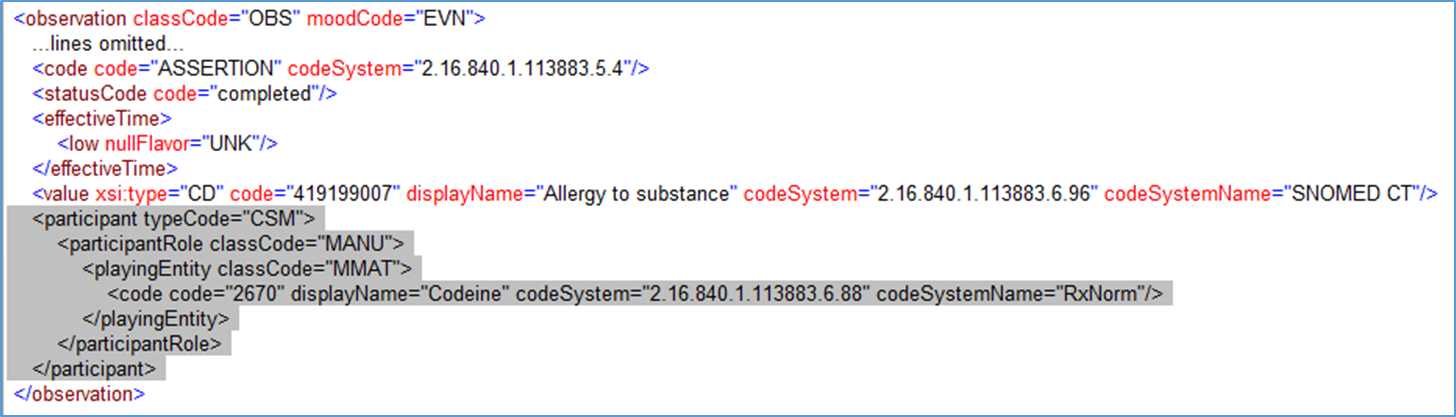 <observation classCode="OBS" moodCode="EVN">
...lines omitted...
<code code="ASSERTION" codeSystem="2.16.840.1.113883.5.4"/>
<statusCode code="completed"/>
<effectiveTime>
<low nullFlavor="UNK"/>
</effectiveTime>
<value xsi:type="CD" code="419199007" displayName="Allergy to substance" codeSystem="2.16.840.1.113883.6.96" codeSystemName="SNOMED CT"/>
<participant typeCode="CSM">
<participantRole classCode="MANU">
<playingEntity classCode="MMAT">
<code code="2670" displayName="Codeine" codeSystem="2.16.840.1.113883.6.88" codeSystemName="RxNorm"/>
</playingEntity>
</participantRole>
</participant>
</observation>